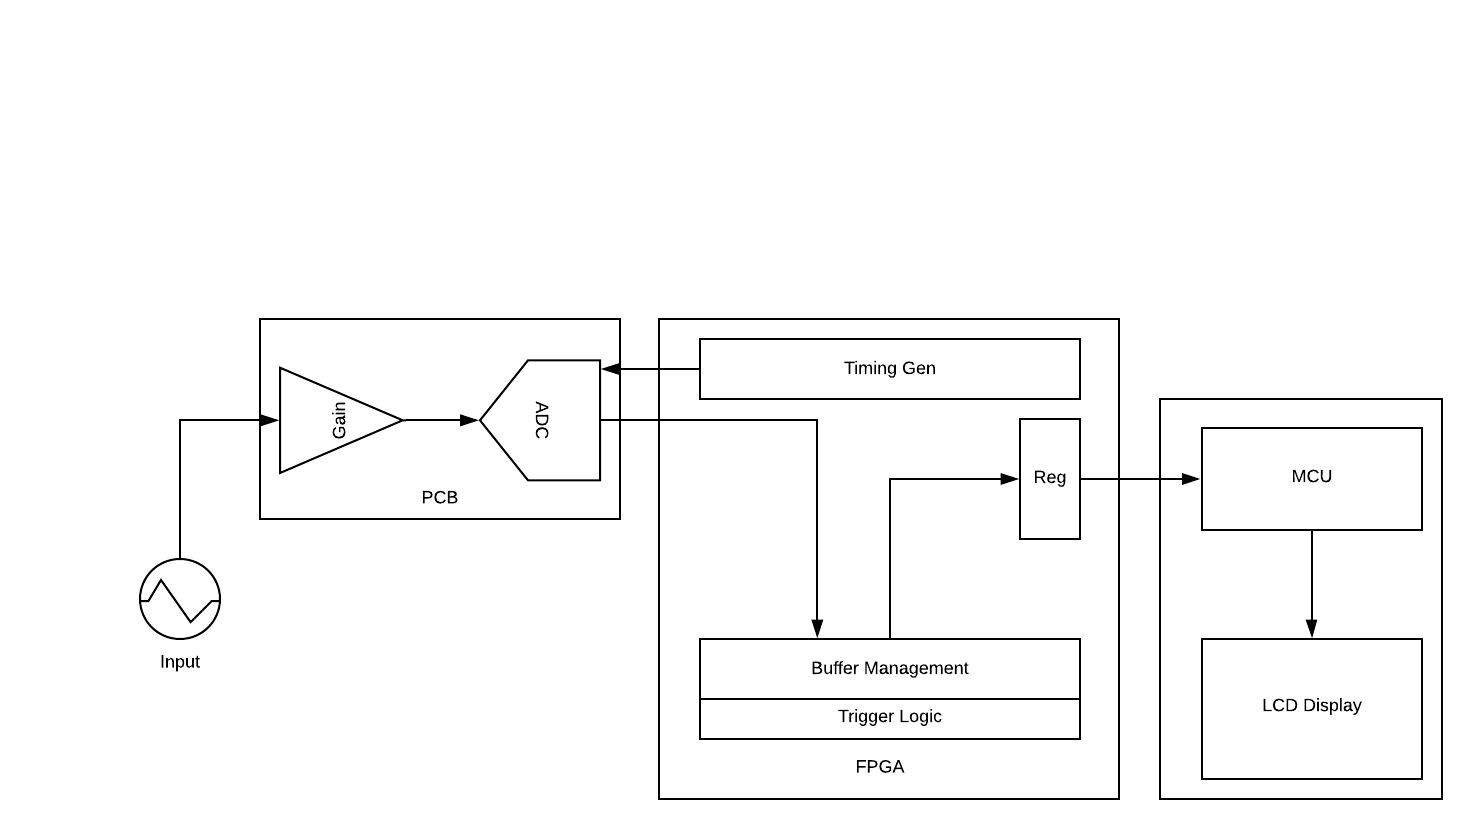 Timing Gen
Gain
ADC
Reg
MCU
PCB
Input
Buffer Management
Trigger Logic
LCD Display
FPGA